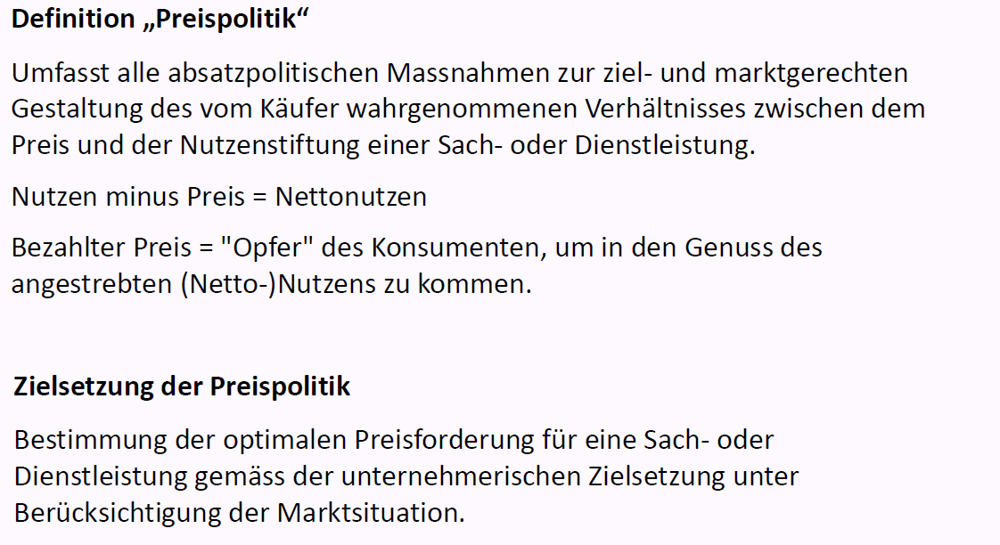 Definition „Preispolitik“
Umfasst alle absatzpolitischen Massnahmen zur ziel- und marktgerechten
Gestaltung des vom Käufer wahrgenommenen Verhältnisses zwischen dem
Preis und der Nutzenstiftung einer Sach- oder Dienstleistung.
Nutzen minus Preis = Nettonutzen
Bezahlter Preis = "Opfer" des Konsumenten, um in den Genuss des
angestrebten (Netto-)Nutzens zu kommen.
Zielsetzung der Preispolitik
Bestimmung der optimalen Preisforderung für eine Sach- oder
Dienstleistung gemäss der unternehmerischen Zielsetzung unter
Berücksichtigung der Marktsituation.